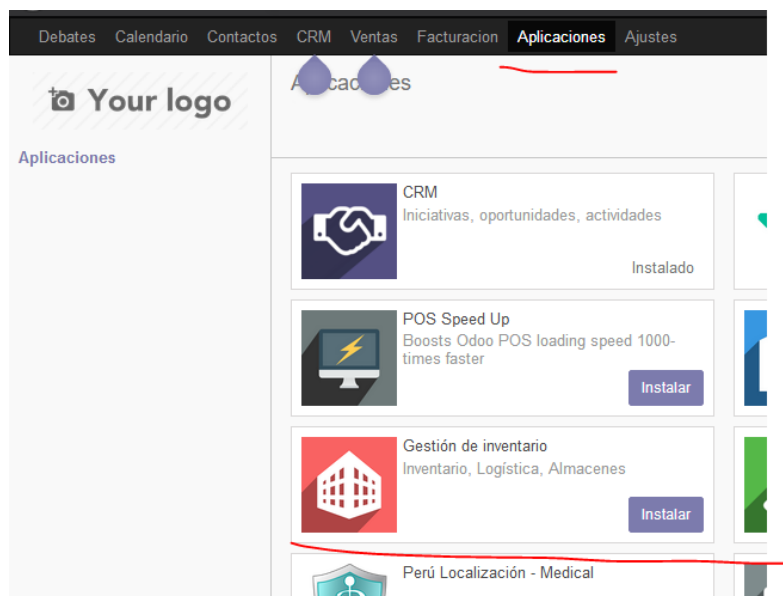 Debates Calendario Contactos CRM Ventas Facturacion Aplicaciones Ajustes
Your logo
Aplicaciones
CRM
Iniciativas, oportunidades, actividades
Instalado
POS Speed Up
Boosts Odoo POS loading speed 1000-
times faster
Instalar
Gestión de inventario
Inventario, Logística, Almacenes
Instalar
Perú Localización - Medical